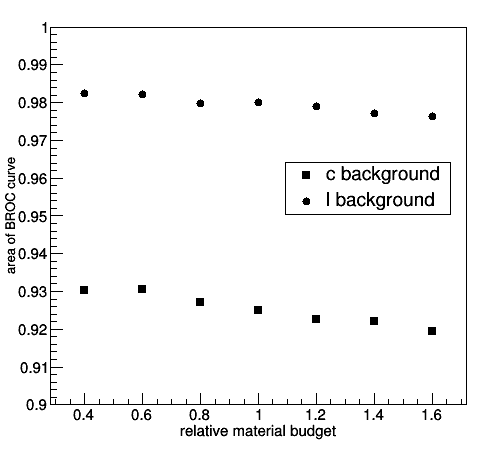 1
0.99
0.98
0.97
0.96
0.95
0.94
0.93
0.92
0.91
0.9
area of BROC curve
c background
l background
0.4 0.6 0.8 1 1.2 1.4 1.6
relative material budget